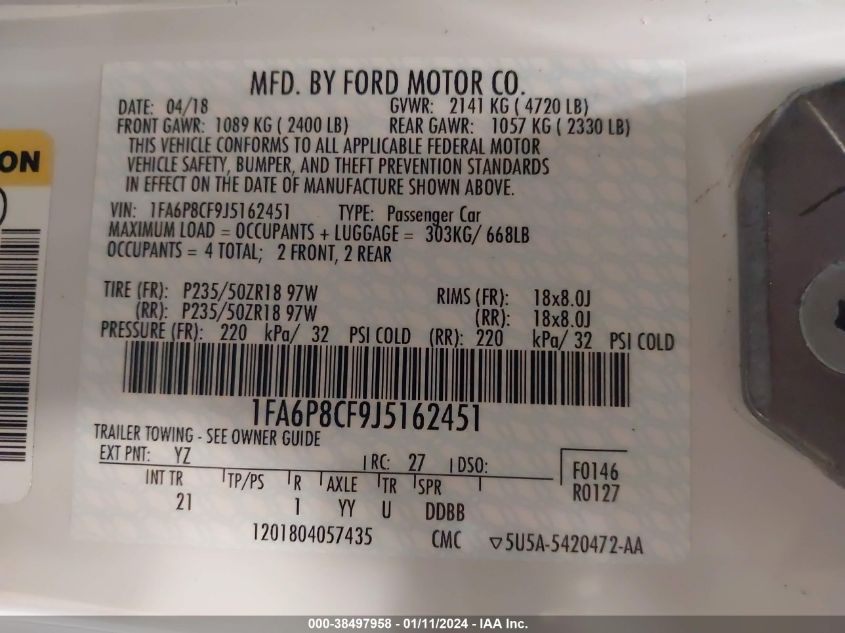 MFD. BY FORD MOTOR CO.
DATE: 04/18 GVWR: 2141 KG ( 4720 LB)
FRONT GAWR: 1089 KG ( 2400 LB) REAR GAWR: 1057 KG ( 2330 LB)
THIS VEHICLE CONFORMS TO ALL APPLICABLE FEDERAL MOTOR
VEHICLE SAFETY, BUMPER, AND THEFT PREVENTION STANDARDS
IN EFFECT ON THE DATE OF MANUFACTURE SHOWN ABOVE.
VIN: 1FA6P8CF9J5162451 TYPE: Passenger Car
MAXIMUM LOAD = OCCUPANTS + LUGGAGE = 303KG/ 668LB
OCCUPANTS = 4 TOTAL; 2 FRONT, 2 REAR
TIRE (FR): P235/50ZR18 97W RIMS (FR): 18x8.0J
(RR): P235/50ZR18 97W (RR): 18x8.0J
PRESSURE (FR): 220 kPa/ 32 PSI COLD (RR): 220 kPa/ 32 PSI COLD
1FA6P8CF9J5162451
TRAILER TOWING - SEE OWNER GUIDE
EXT PNT: YZ RC: 27 DSO: F0146
INT TR TP/PS R AXLE TR SPR R0127
21 1 YY U DDBB
1201804057435 CMC ▽5U5A-5420472-AA
ON
000-38497958 - 01/11/2024 - IAA Inc.